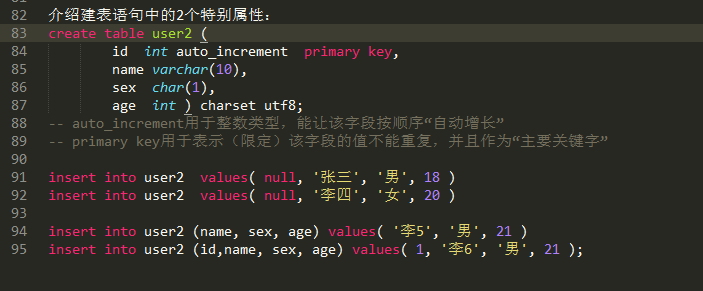 82 介绍建表语句中的2个特别属性:
83 create table user2 (
84 id int auto_increment primary key,
85 name varchar(10),
86 sex char(1),
87 age int ) charset utf8;
88 -- auto_increment用于整数类型, 能让该字段按顺序“自动增长”
89 -- primary key用于表示（限定）该字段的值不能重复, 并且作为“主要关键字”
90
91 insert into user2 values( null, '张三', '男', 18 )
92 insert into user2 values( null, '李四', '女', 20 )
93
94 insert into user2 (name, sex, age) values( '李5', '男', 21 )
95 insert into user2 (id,name, sex, age) values( 1, '李6', '男', 21 );